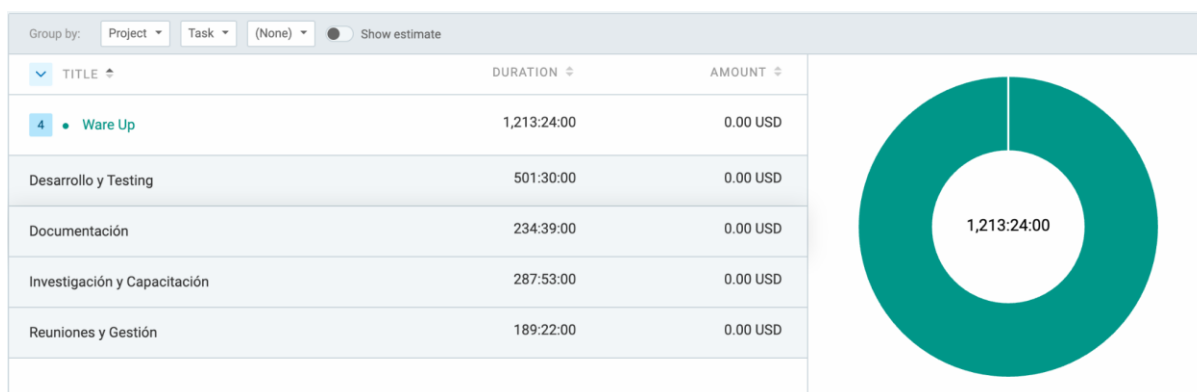 Group by: Project Task (None) Show estimate
TITLE DURATION AMOUNT
4 • Ware Up 1,213:24:00 0.00 USD
Desarrollo y Testing 501:30:00 0.00 USD
Documentación 234:39:00 0.00 USD
Investigación y Capacitación 287:53:00 0.00 USD
Reuniones y Gestión 189:22:00 0.00 USD
1,213:24:00